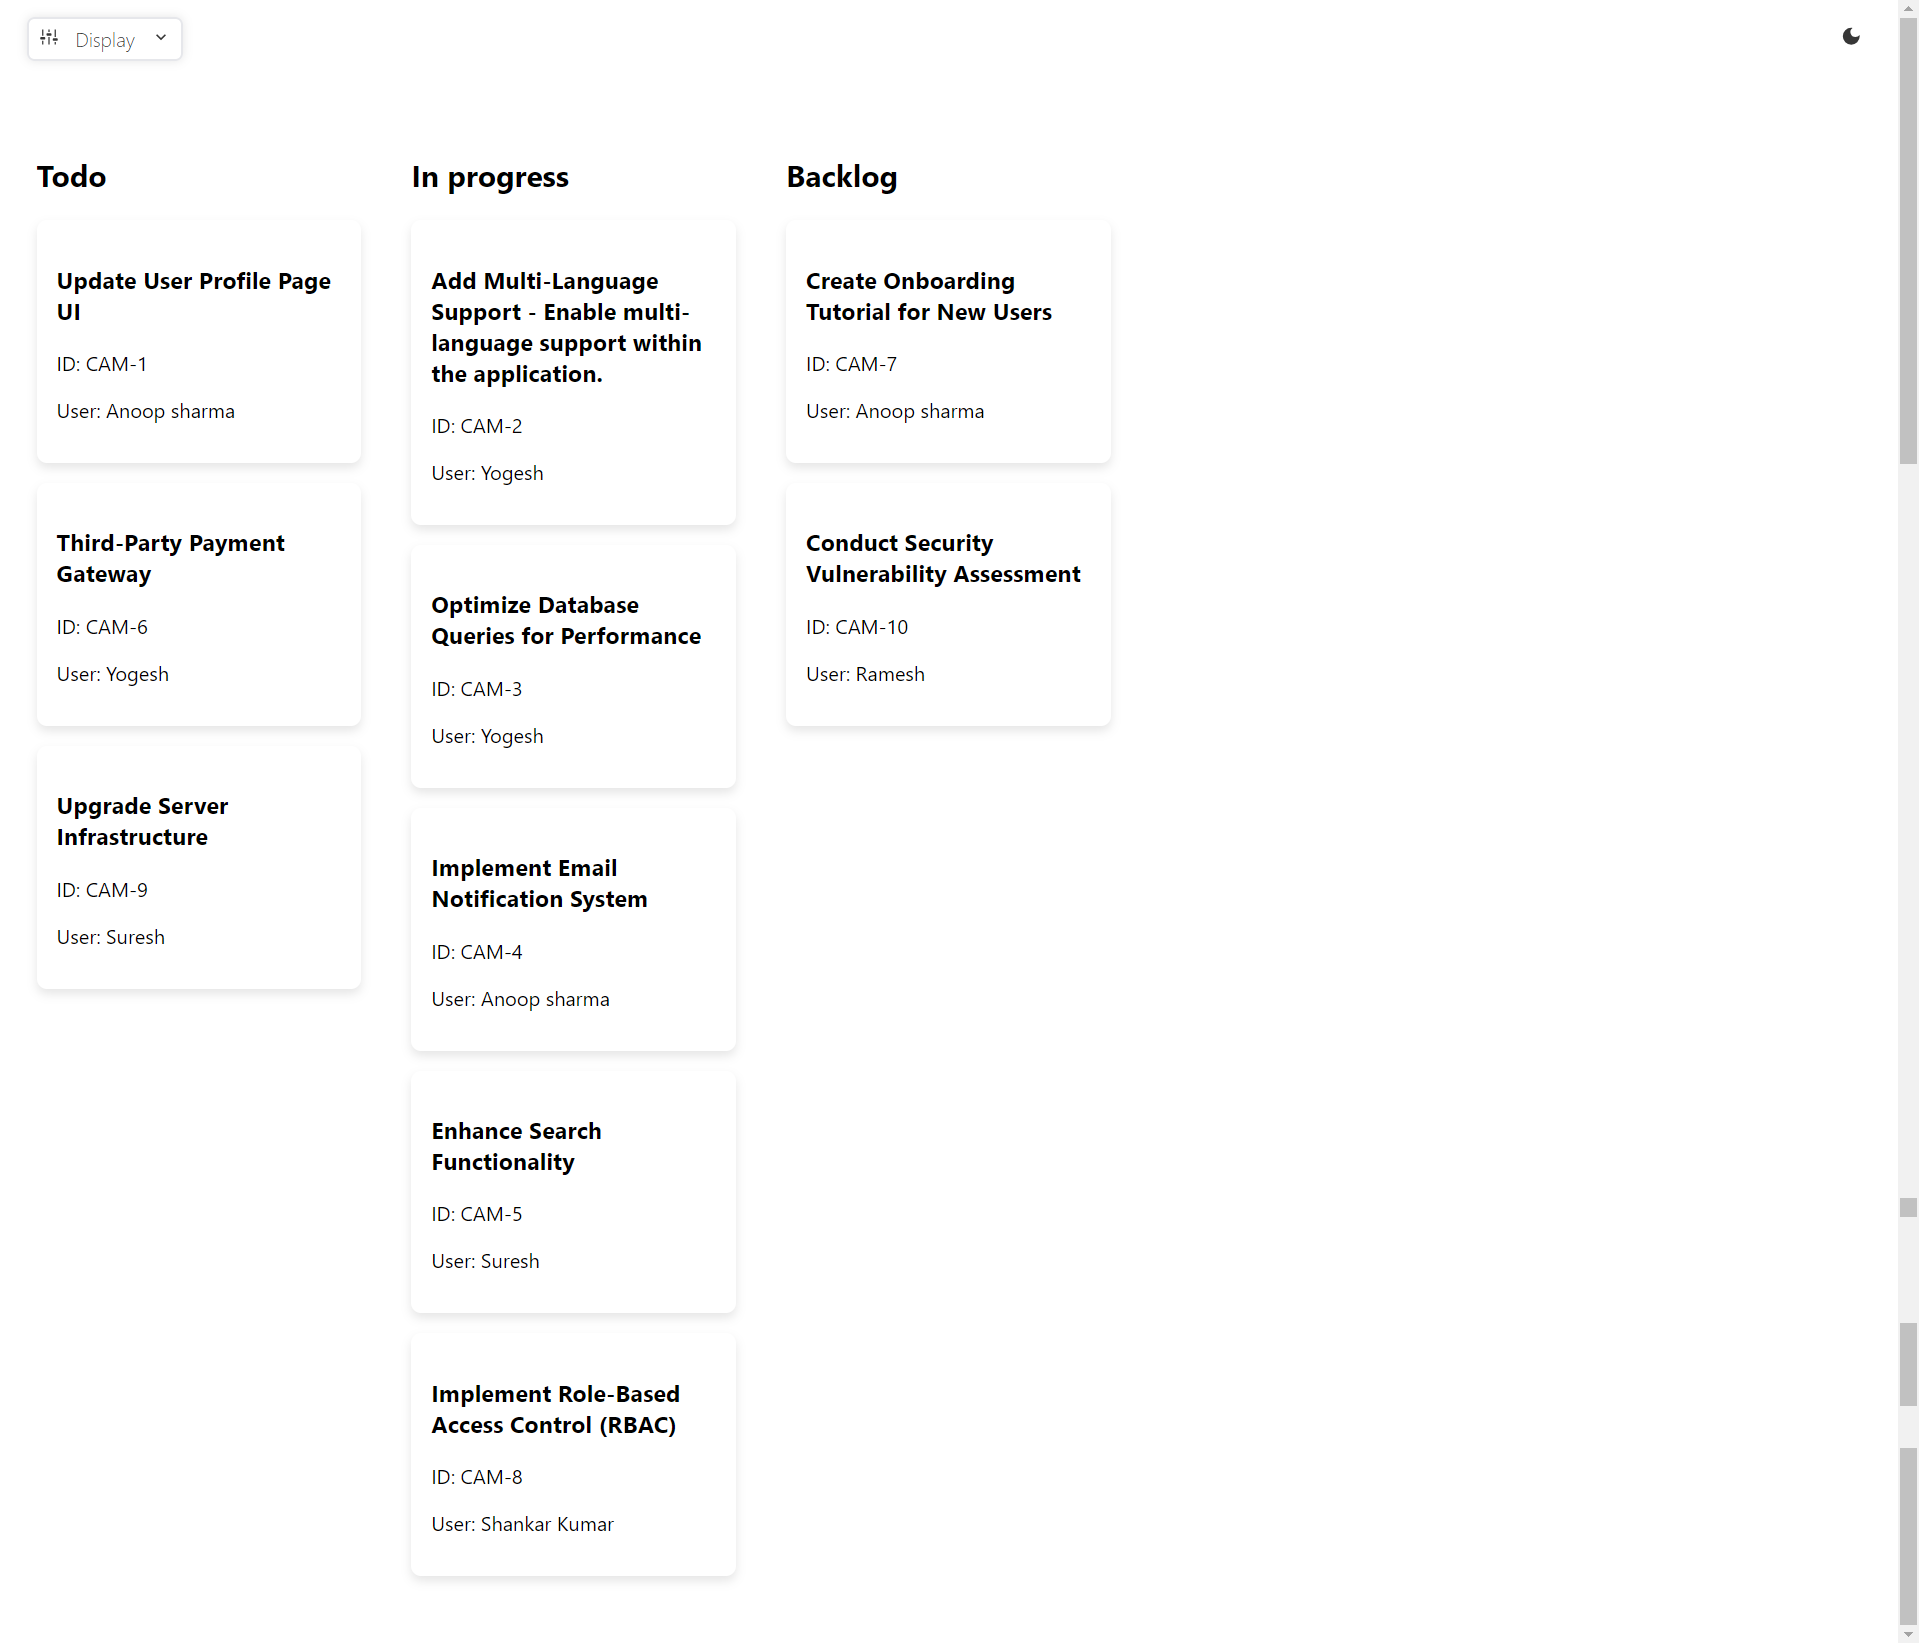 Display
Todo
Update User Profile Page
UI
ID: CAM-1
User: Anoop sharma
Third-Party Payment
Gateway
ID: CAM-6
User: Yogesh
Upgrade Server
Infrastructure
ID: CAM-9
User: Suresh
In progress
Add Multi-Language
Support - Enable multi-
language support within
the application.
ID: CAM-2
User: Yogesh
Optimize Database
Queries for Performance
ID: CAM-3
User: Yogesh
Implement Email
Notification System
ID: CAM-4
User: Anoop sharma
Enhance Search
Functionality
ID: CAM-5
User: Suresh
Implement Role-Based
Access Control (RBAC)
ID: CAM-8
User: Shankar Kumar
Backlog
Create Onboarding
Tutorial for New Users
ID: CAM-7
User: Anoop sharma
Conduct Security
Vulnerability Assessment
ID: CAM-10
User: Ramesh